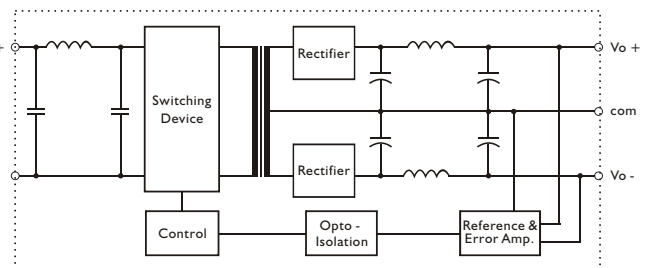 +
Rectifier
Vo +
Switching
Device
com
Rectifier
Vo -
Control
Opto -
Isolation
Reference &
Error Amp.